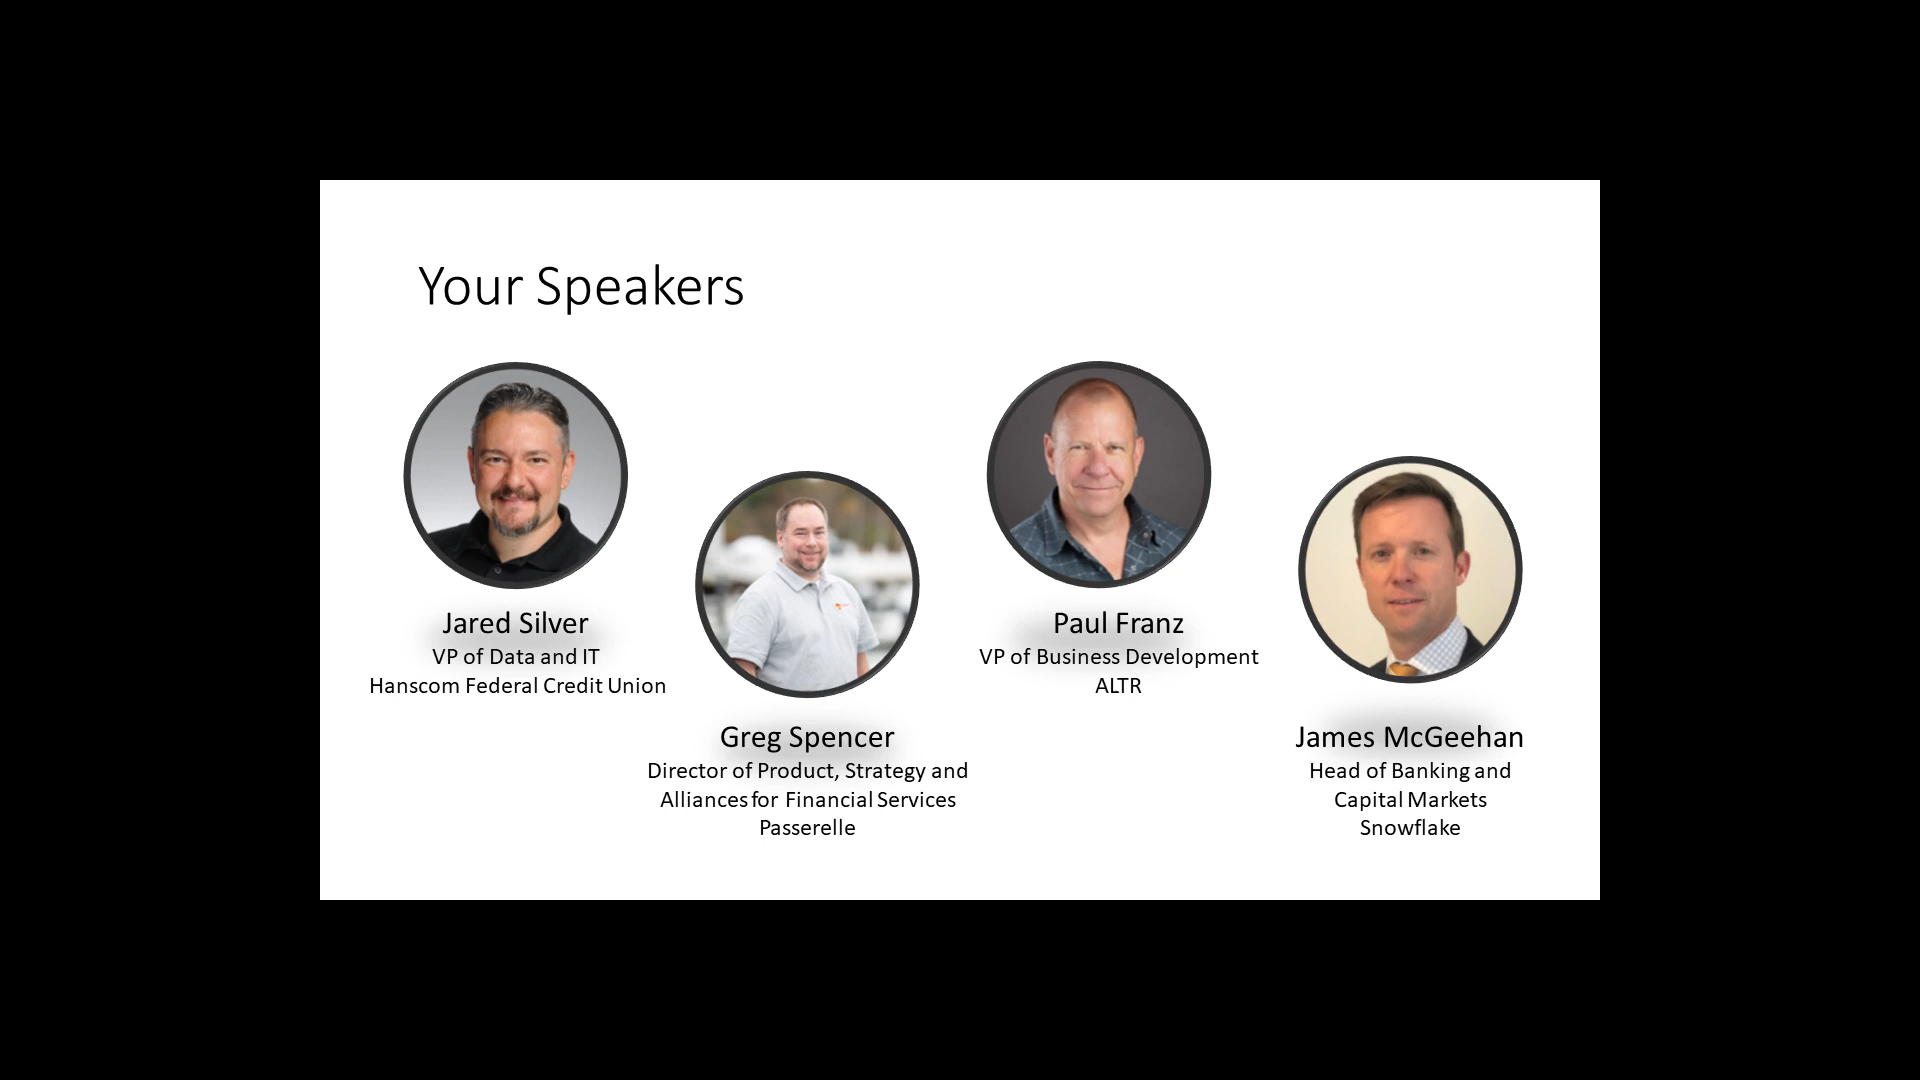 Your Speakers
Jared Silver
VP of Data and IT
Hanscom Federal Credit Union
Greg Spencer
Director of Product, Strategy and
Alliances for Financial Services
Passerelle
Paul Franz
VP of Business Development
ALTR
James McGeehan
Head of Banking and
Capital Markets
Snowflake